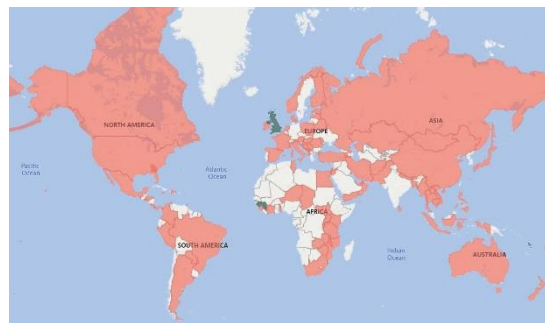 NORTH AMERICA
EUROPE
ASIA
Pacific
Ocean
Atlantic
Ocean
AFRICA
SOUTH AMERICA
Indian
Ocean
AUSTRALIA